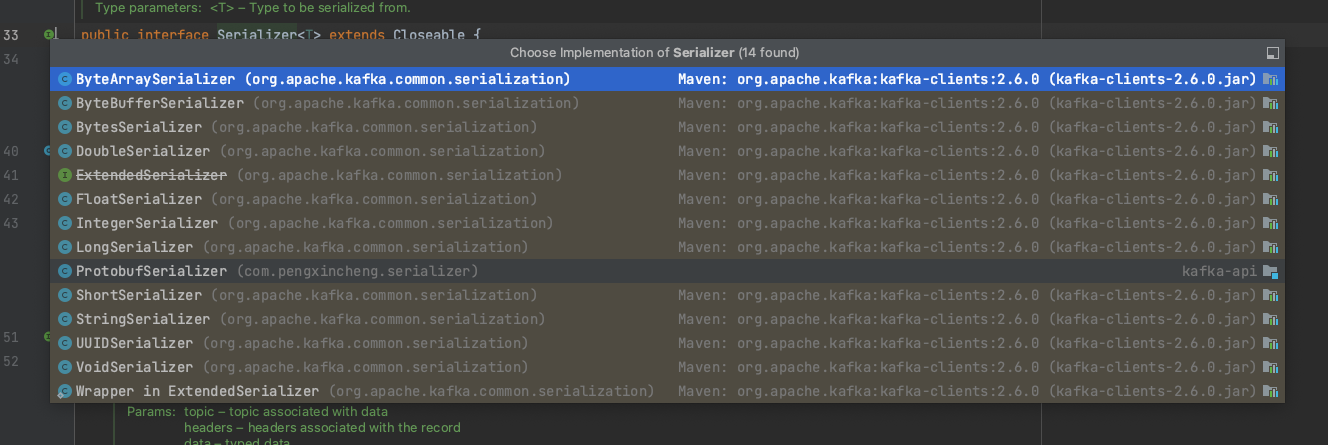 Type parameters: <T> – Type to be serialized from.
33 public interface Serializer<T> extends Closeable {
34
Choose Implementation of Serializer (14 found)
ByteArraySerializer (org.apache.kafka.common.serialization) Maven: org.apache.kafka:kafka-clients:2.6.0 (kafka-clients-2.6.0.jar)
ByteBufferSerializer (org.apache.kafka.common.serialization) Maven: org.apache.kafka:kafka-clients:2.6.0 (kafka-clients-2.6.0.jar)
BytesSerializer (org.apache.kafka.common.serialization) Maven: org.apache.kafka:kafka-clients:2.6.0 (kafka-clients-2.6.0.jar)
40 DoubleSerializer (org.apache.kafka.common.serialization) Maven: org.apache.kafka:kafka-clients:2.6.0 (kafka-clients-2.6.0.jar)
41 ExtendedSerializer (org.apache.kafka.common.serialization) Maven: org.apache.kafka:kafka-clients:2.6.0 (kafka-clients-2.6.0.jar)
42 FloatSerializer (org.apache.kafka.common.serialization) Maven: org.apache.kafka:kafka-clients:2.6.0 (kafka-clients-2.6.0.jar)
43 IntegerSerializer (org.apache.kafka.common.serialization) Maven: org.apache.kafka:kafka-clients:2.6.0 (kafka-clients-2.6.0.jar)
LongSerializer (org.apache.kafka.common.serialization) Maven: org.apache.kafka:kafka-clients:2.6.0 (kafka-clients-2.6.0.jar)
ProtobufSerializer (com.pengxincheng.serializer) kafka-api
ShortSerializer (org.apache.kafka.common.serialization) Maven: org.apache.kafka:kafka-clients:2.6.0 (kafka-clients-2.6.0.jar)
StringSerializer (org.apache.kafka.common.serialization) Maven: org.apache.kafka:kafka-clients:2.6.0 (kafka-clients-2.6.0.jar)
51 UUIDSerializer (org.apache.kafka.common.serialization) Maven: org.apache.kafka:kafka-clients:2.6.0 (kafka-clients-2.6.0.jar)
52 VoidSerializer (org.apache.kafka.common.serialization) Maven: org.apache.kafka:kafka-clients:2.6.0 (kafka-clients-2.6.0.jar)
Wrapper in ExtendedSerializer (org.apache.kafka.common.serialization) Maven: org.apache.kafka:kafka-clients:2.6.0 (kafka-clients-2.6.0.jar)
Params: topic – topic associated with data
headers – headers associated with the record
data – typed data